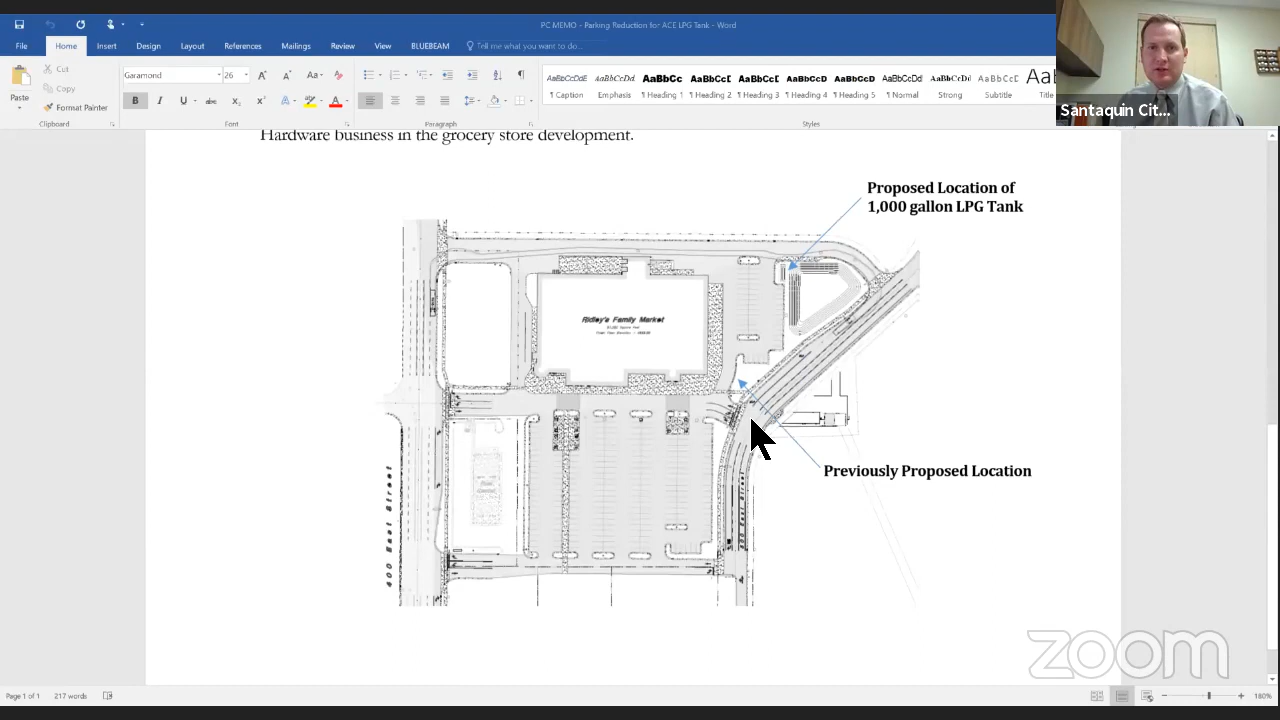 PC MEMO - Parking Reduction for ACE LPG Tank - Word
File Home Insert Design Layout References Mailings Review View BLUEBEAM Tell me what you want to do...
Paste
Cut
Copy
Format Painter
Clipboard
Garamond 26
Font
Paragraph
AaBbCcDdE AaBbCcDd AaBbCc AaBbCcI AaBbCcI AaBbCcD AaBbCcD AaBbCcDd AaBbCcDd AaBbCcD
¶ Caption Emphasis ¶ Heading 1 ¶ Heading 2 ¶ Heading 3 ¶ Heading 4 ¶ Heading 5 ¶ Normal Strong Subtitle Title
Styles
Santaquin Cit...
Hardware business in the grocery store development.
Proposed Location of
1,000 gallon LPG Tank
Ridley's Family Market
Previously Proposed Location
400 East Street
zoom
Page 1 of 1 217 words
180%